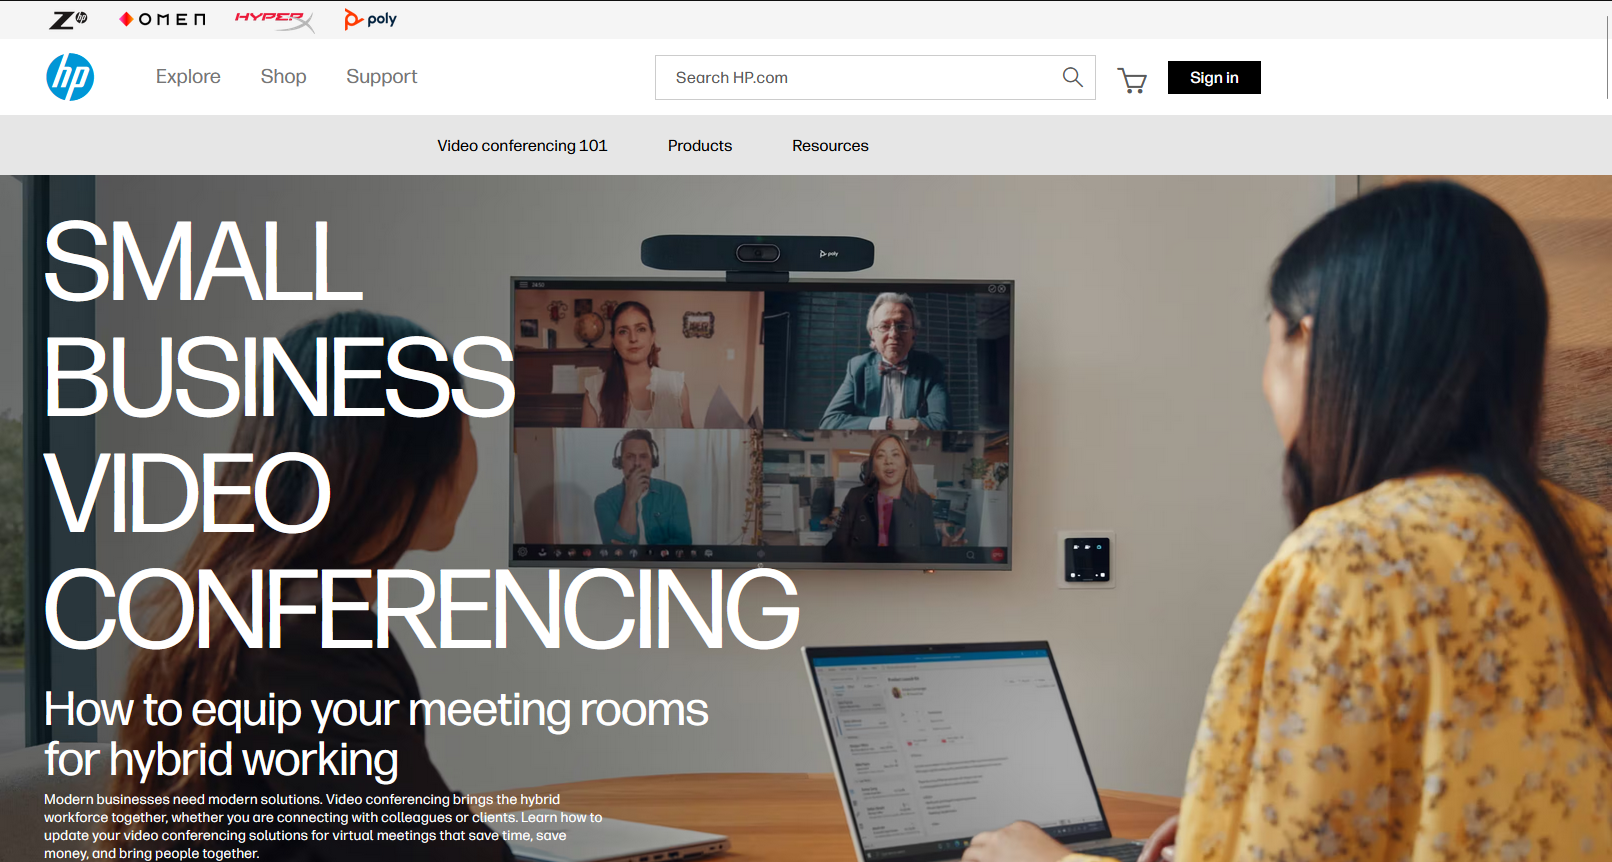 Z hp
OMEN
HYPERX
poly
hp
Explore
Shop
Support
Search HP.com
Sign in
Video conferencing 101
Products
Resources
SMALL
BUSINESS
VIDEO
CONFERENCING
poly
How to equip your meeting rooms
for hybrid working
Modern businesses need modern solutions. Video conferencing brings the hybrid
workforce together, whether you are connecting with colleagues or clients. Learn how to
update your video conferencing solutions for virtual meetings that save time, save
money, and bring people together.